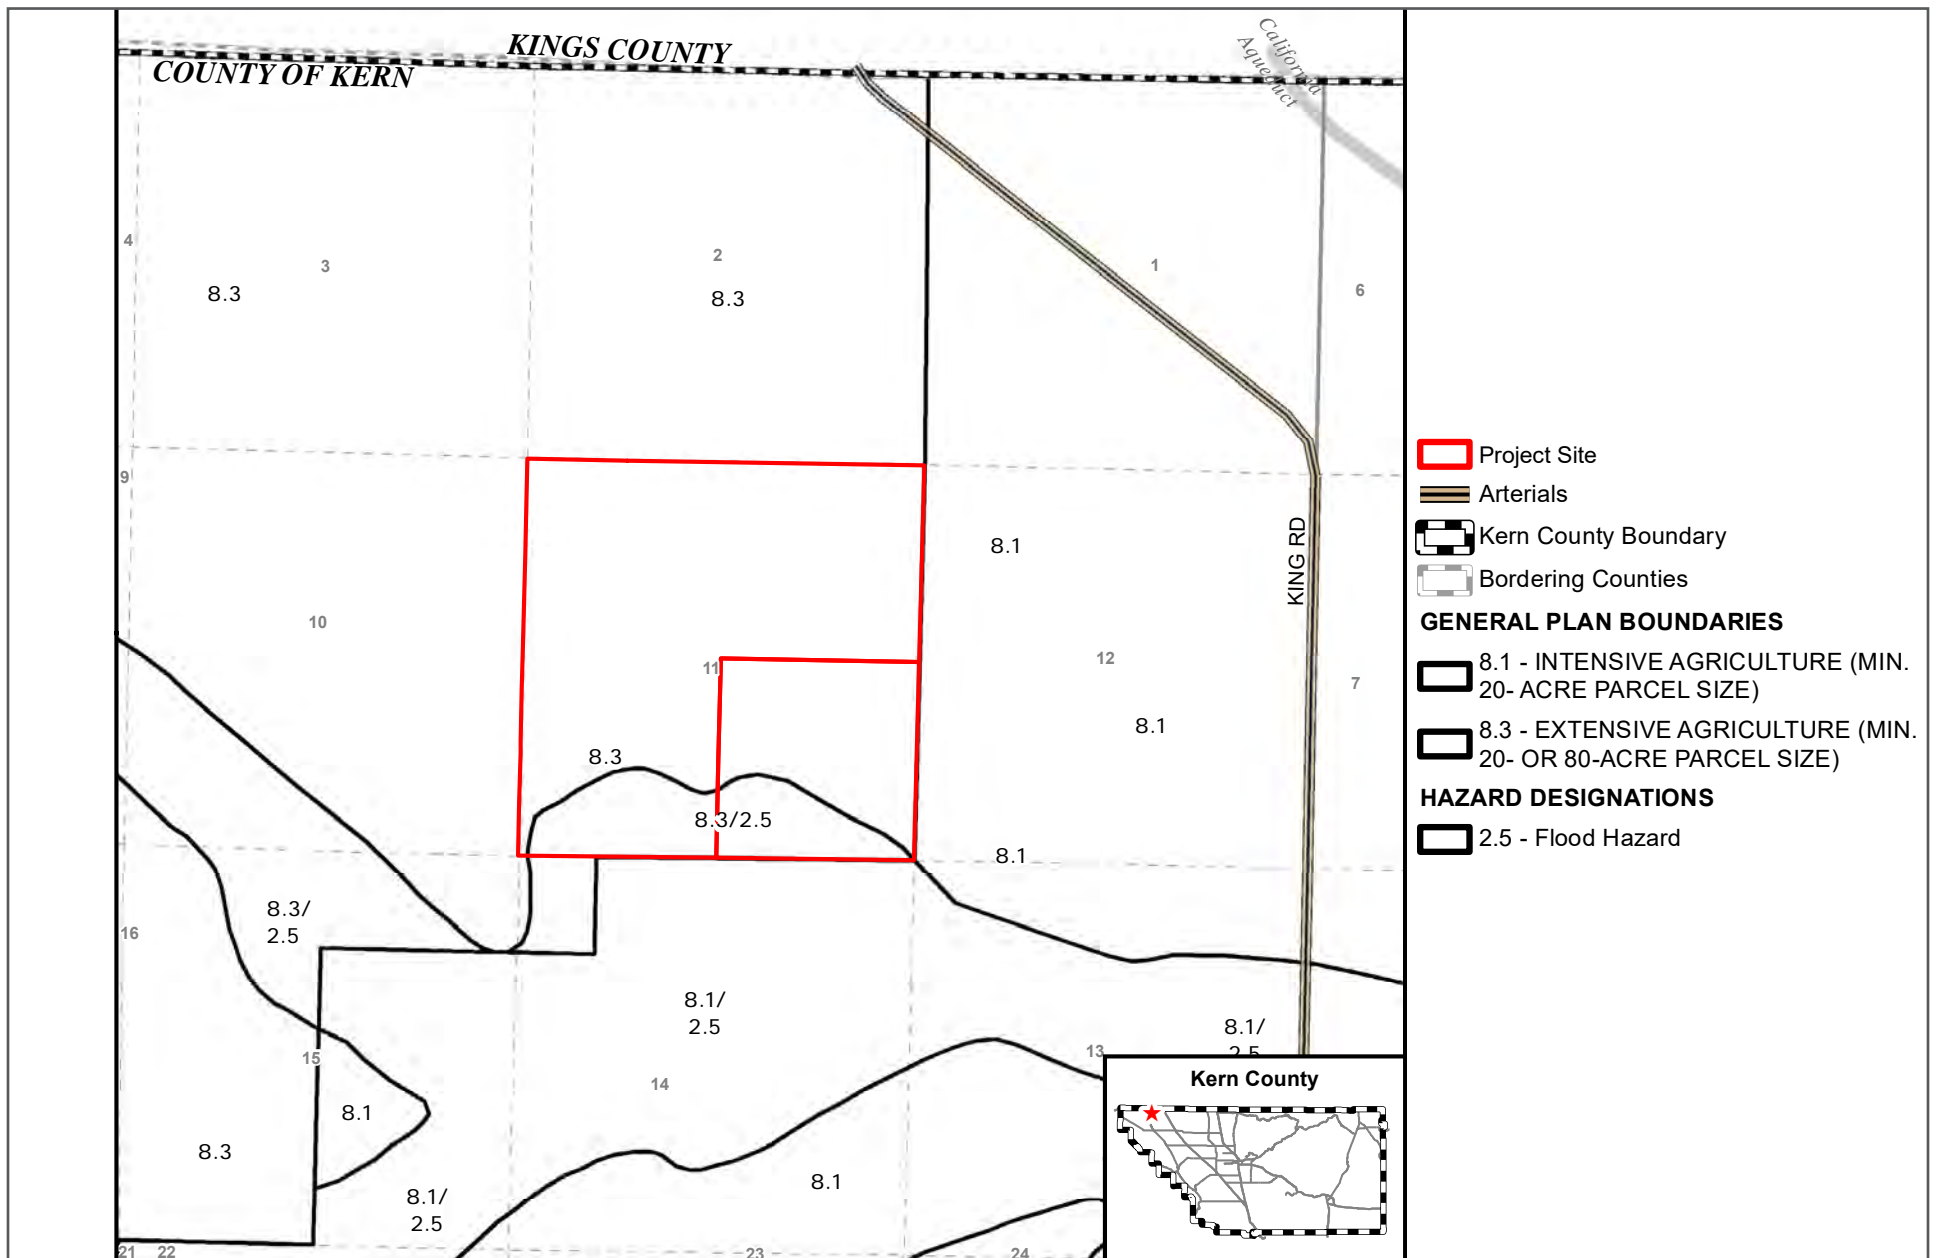 KINGS COUNTY
COUNTY OF KERN
California
Aqueduct
4
3
2
1
6
8.3
8.3
9
8.1
KING RD
10
11
12
7
8.1
8.3
8.3/2.5
8.1
16
8.3/
2.5
8.1/
2.5
8.1/
2.5
15
14
13
8.1
8.3
8.1/
2.5
8.1
21
22
23
24
Kern County
Project Site
Arterials
Kern County Boundary
Bordering Counties
GENERAL PLAN BOUNDARIES
8.1 - INTENSIVE AGRICULTURE (MIN.
20- ACRE PARCEL SIZE)
8.3 - EXTENSIVE AGRICULTURE (MIN.
20- OR 80-ACRE PARCEL SIZE)
HAZARD DESIGNATIONS
2.5 - Flood Hazard